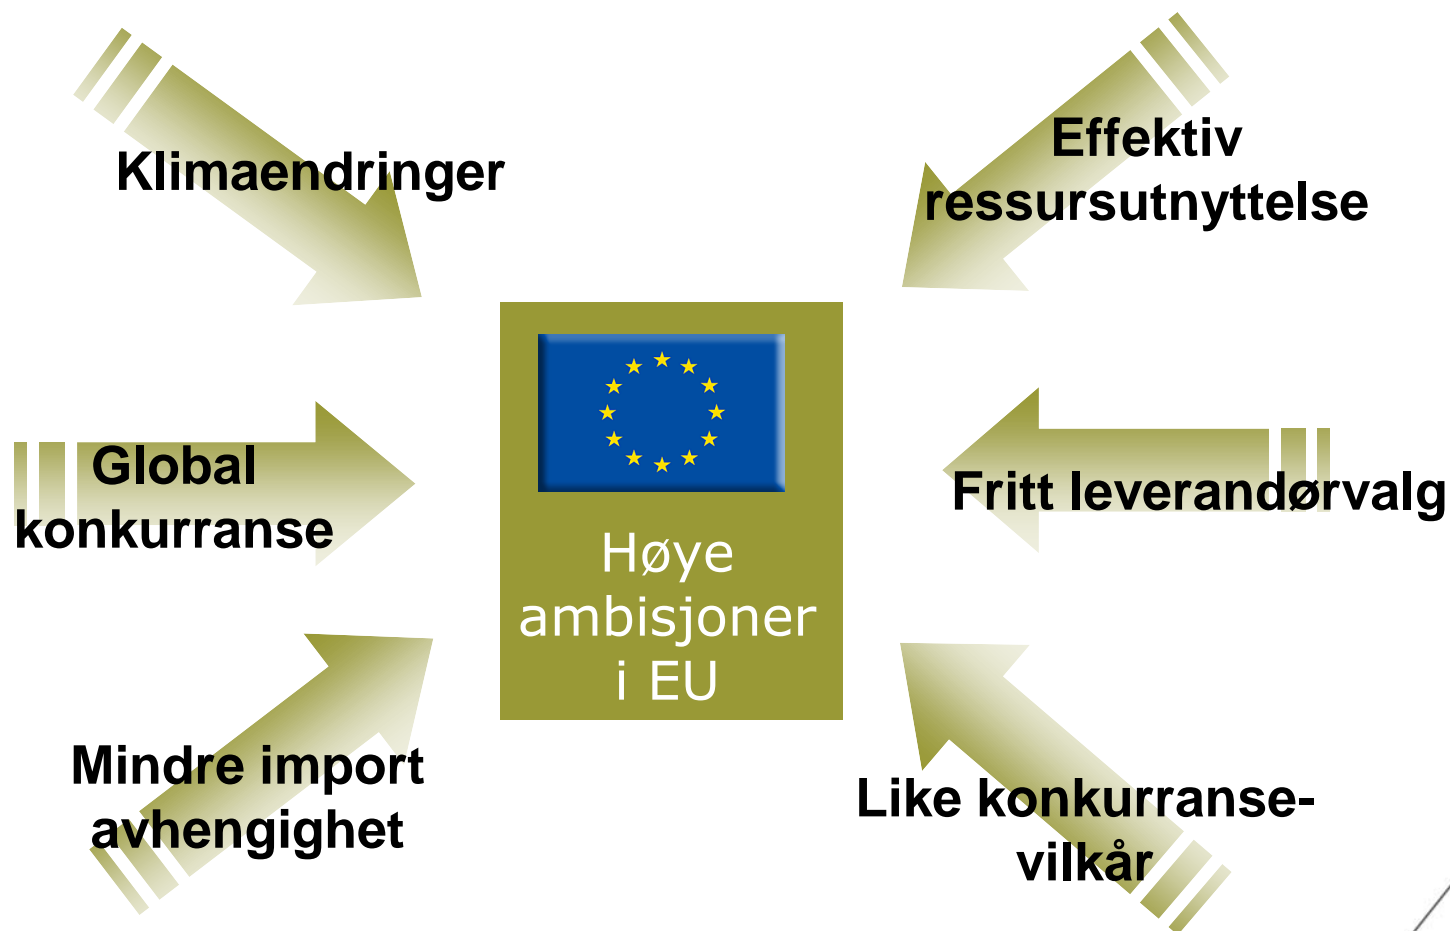 Klimaendringer
Effektiv
ressursutnyttelse
Global
konkurranse
Fritt leverandørvalg
Høye
ambisjoner
i EU
Mindre import
avhengighet
Like konkurranse-
vilkår